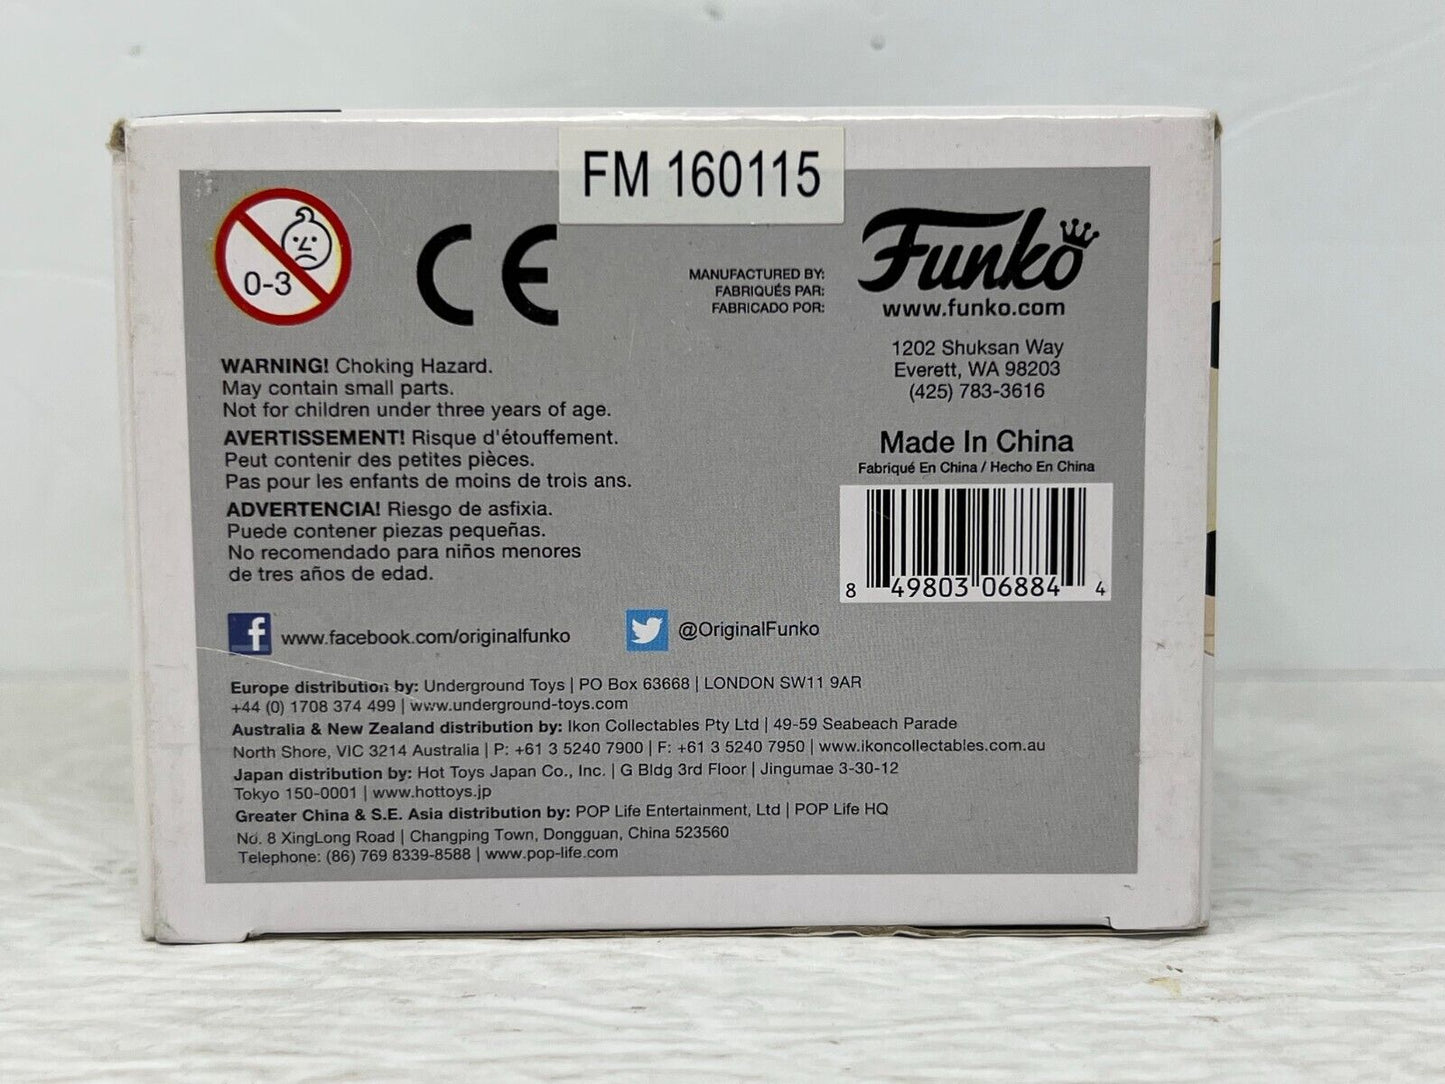 FM 160115
0-3
CE
MANUFACTURED BY:
FABRIQUÉS PAR:
FABRICADO POR:
Funko
www.funko.com
1202 Shuksan Way
Everett, WA 98203
(425) 783-3616
Made In China
Fabriqué En China / Hecho En China
8 49803 06884 4
WARNING! Choking Hazard.
May contain small parts.
Not for children under three years of age.
AVERTISSEMENT! Risque d'étouffement.
Peut contenir des petites pièces.
Pas pour les enfants de moins de trois ans.
ADVERTENCIA! Riesgo de asfixia.
Puede contener piezas pequeñas.
No recomendado para niños menores
de tres años de edad.
f www.facebook.com/originalfunko
@OriginalFunko
Europe distribution by: Underground Toys | PO Box 63668 | LONDON SW11 9AR
+44 (0) 1708 374 499 | www.underground-toys.com
Australia & New Zealand distribution by: Ikon Collectables Pty Ltd | 49-59 Seabeach Parade
North Shore, VIC 3214 Australia | P: +61 3 5240 7900 | F: +61 3 5240 7950 | www.ikoncollectables.com.au
Japan distribution by: Hot Toys Japan Co., Inc. | G Bldg 3rd Floor | Jingumae 3-30-12
Tokyo 150-0001 | www.hottoys.jp
Greater China & S.E. Asia distribution by: POP Life Entertainment, Ltd | POP Life HQ
No. 8 XingLong Road | Changping Town, Dongguan, China 523560
Telephone: (86) 769 8339-8588 | www.pop-life.com